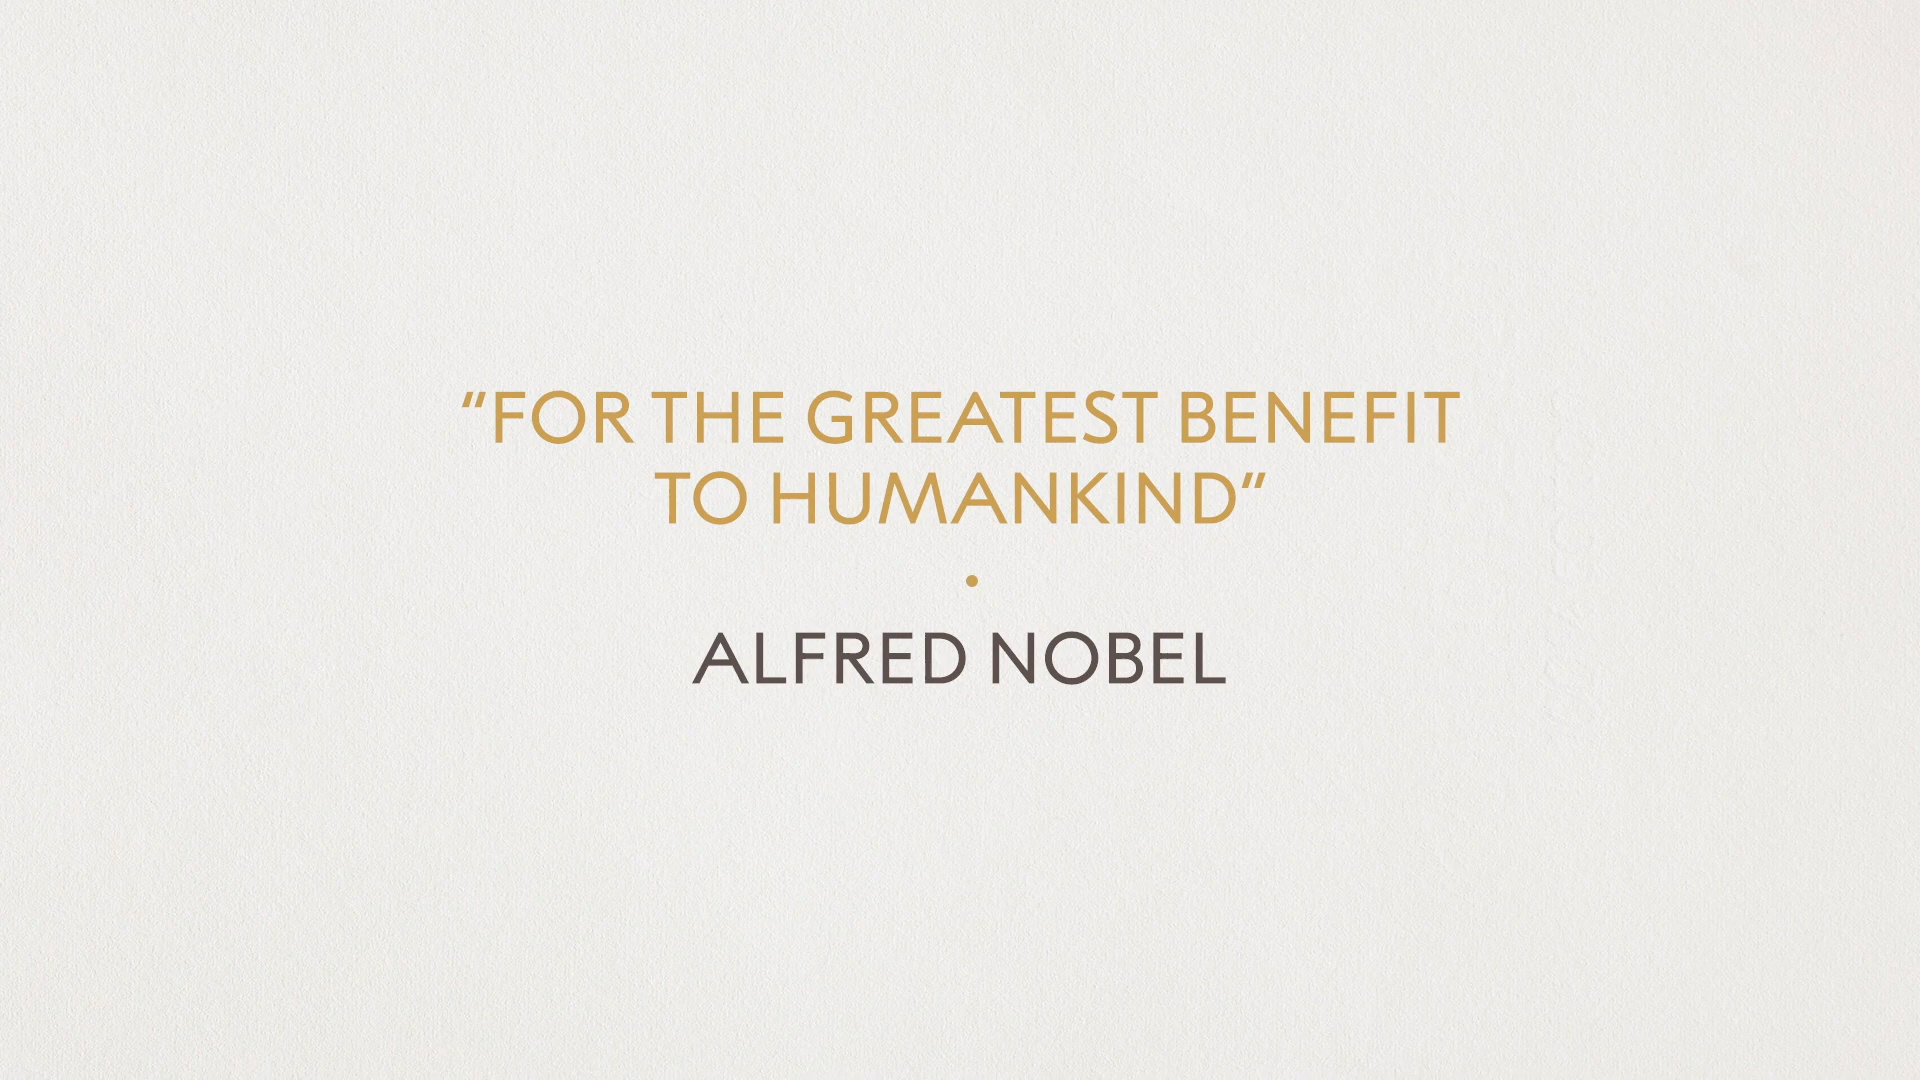 “FOR THE GREATEST BENEFIT
TO HUMANKIND”
•
ALFRED NOBEL